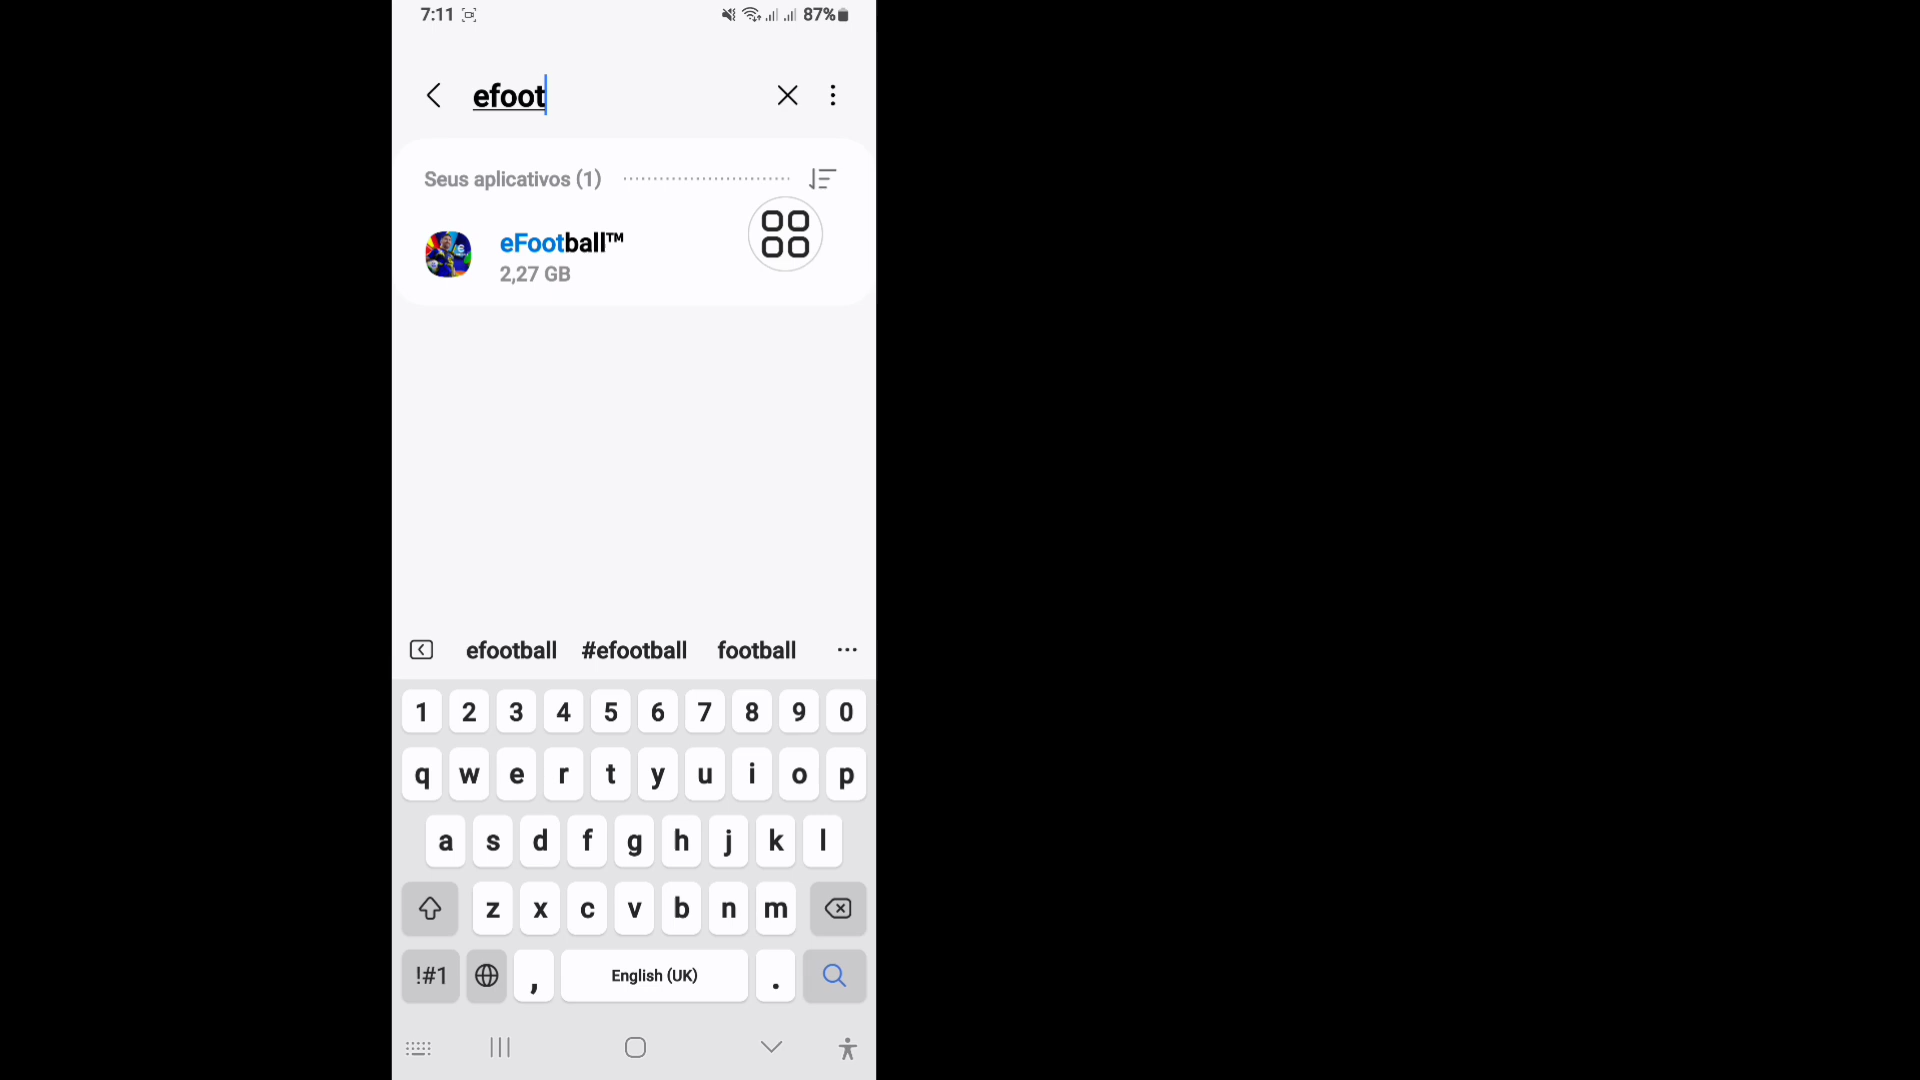 7:11 87%
efoot
Seus aplicativos (1)
eFootball™
2,27 GB
efootball #efootball football ...
1 2 3 4 5 6 7 8 9 0
q w e r t y u i o p
a s d f g h j k l
z x c v b n m
!#1 , English (UK) .